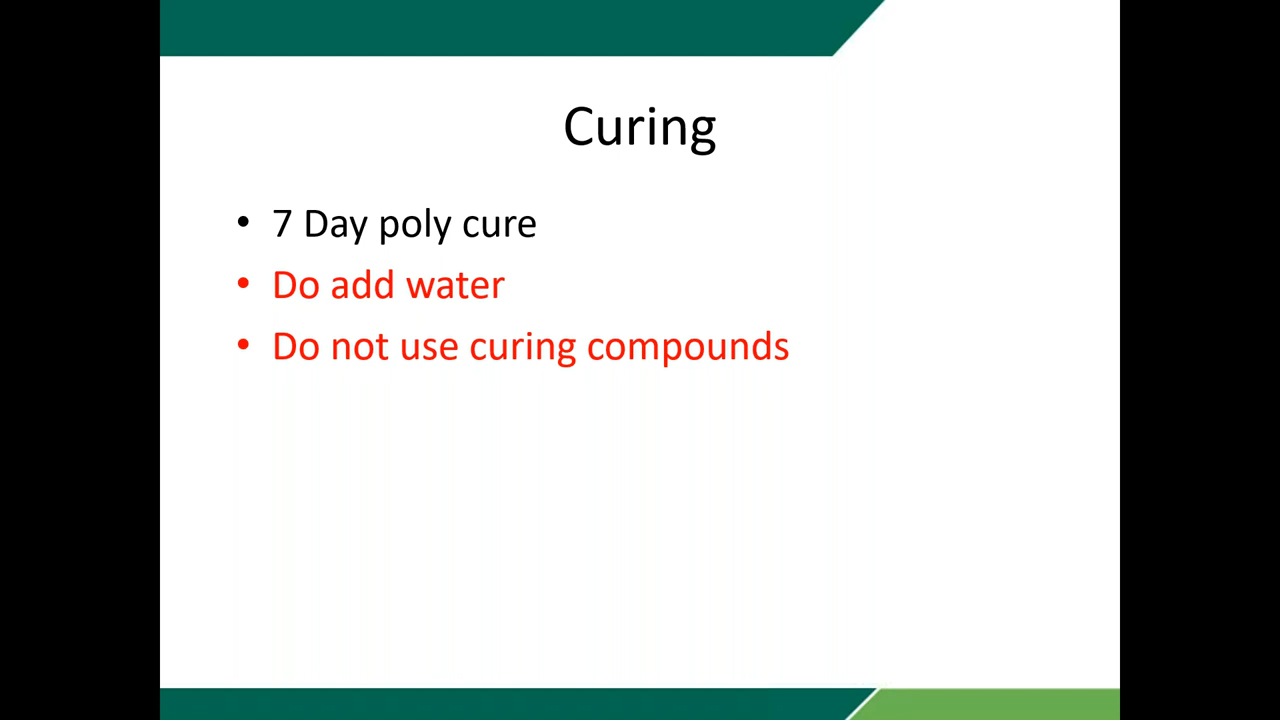 Curing
• 7 Day poly cure
• Do add water
• Do not use curing compounds